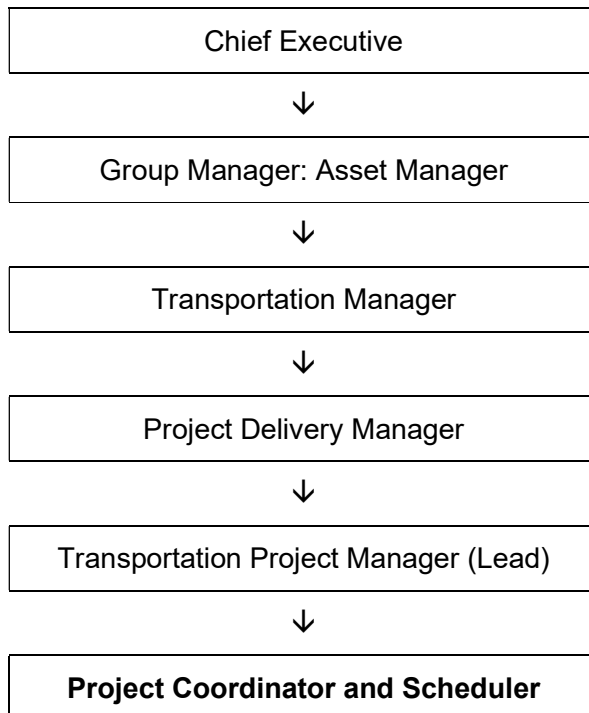 Chief Executive
↓
Group Manager: Asset Manager
↓
Transportation Manager
↓
Project Delivery Manager
↓
Transportation Project Manager (Lead)
↓
Project Coordinator and Scheduler